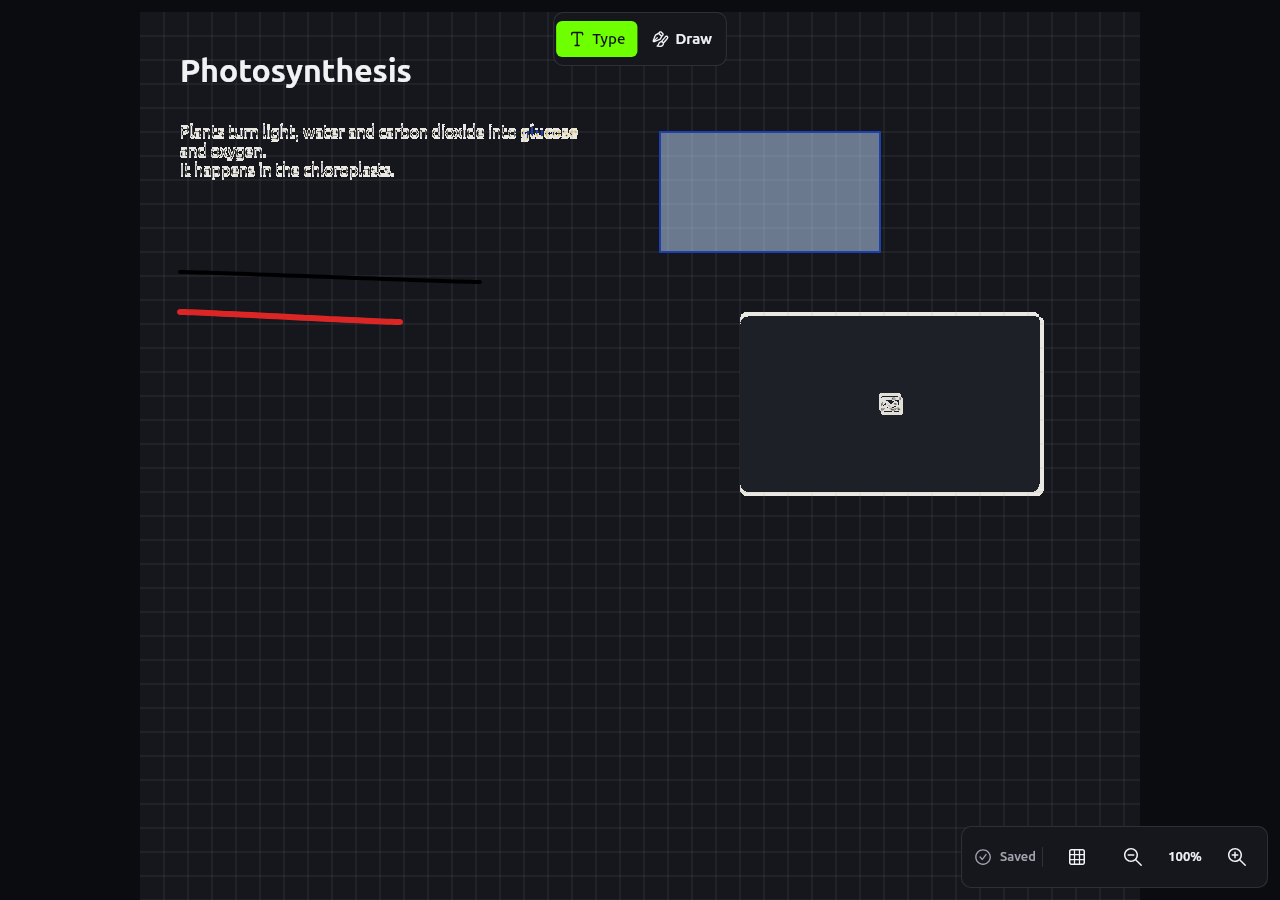 Type
Draw
Photosynthesis
Plants turn light, water and carbon dioxide into glucose
and oxygen.
It happens in the chloroplasts.
Saved
100%